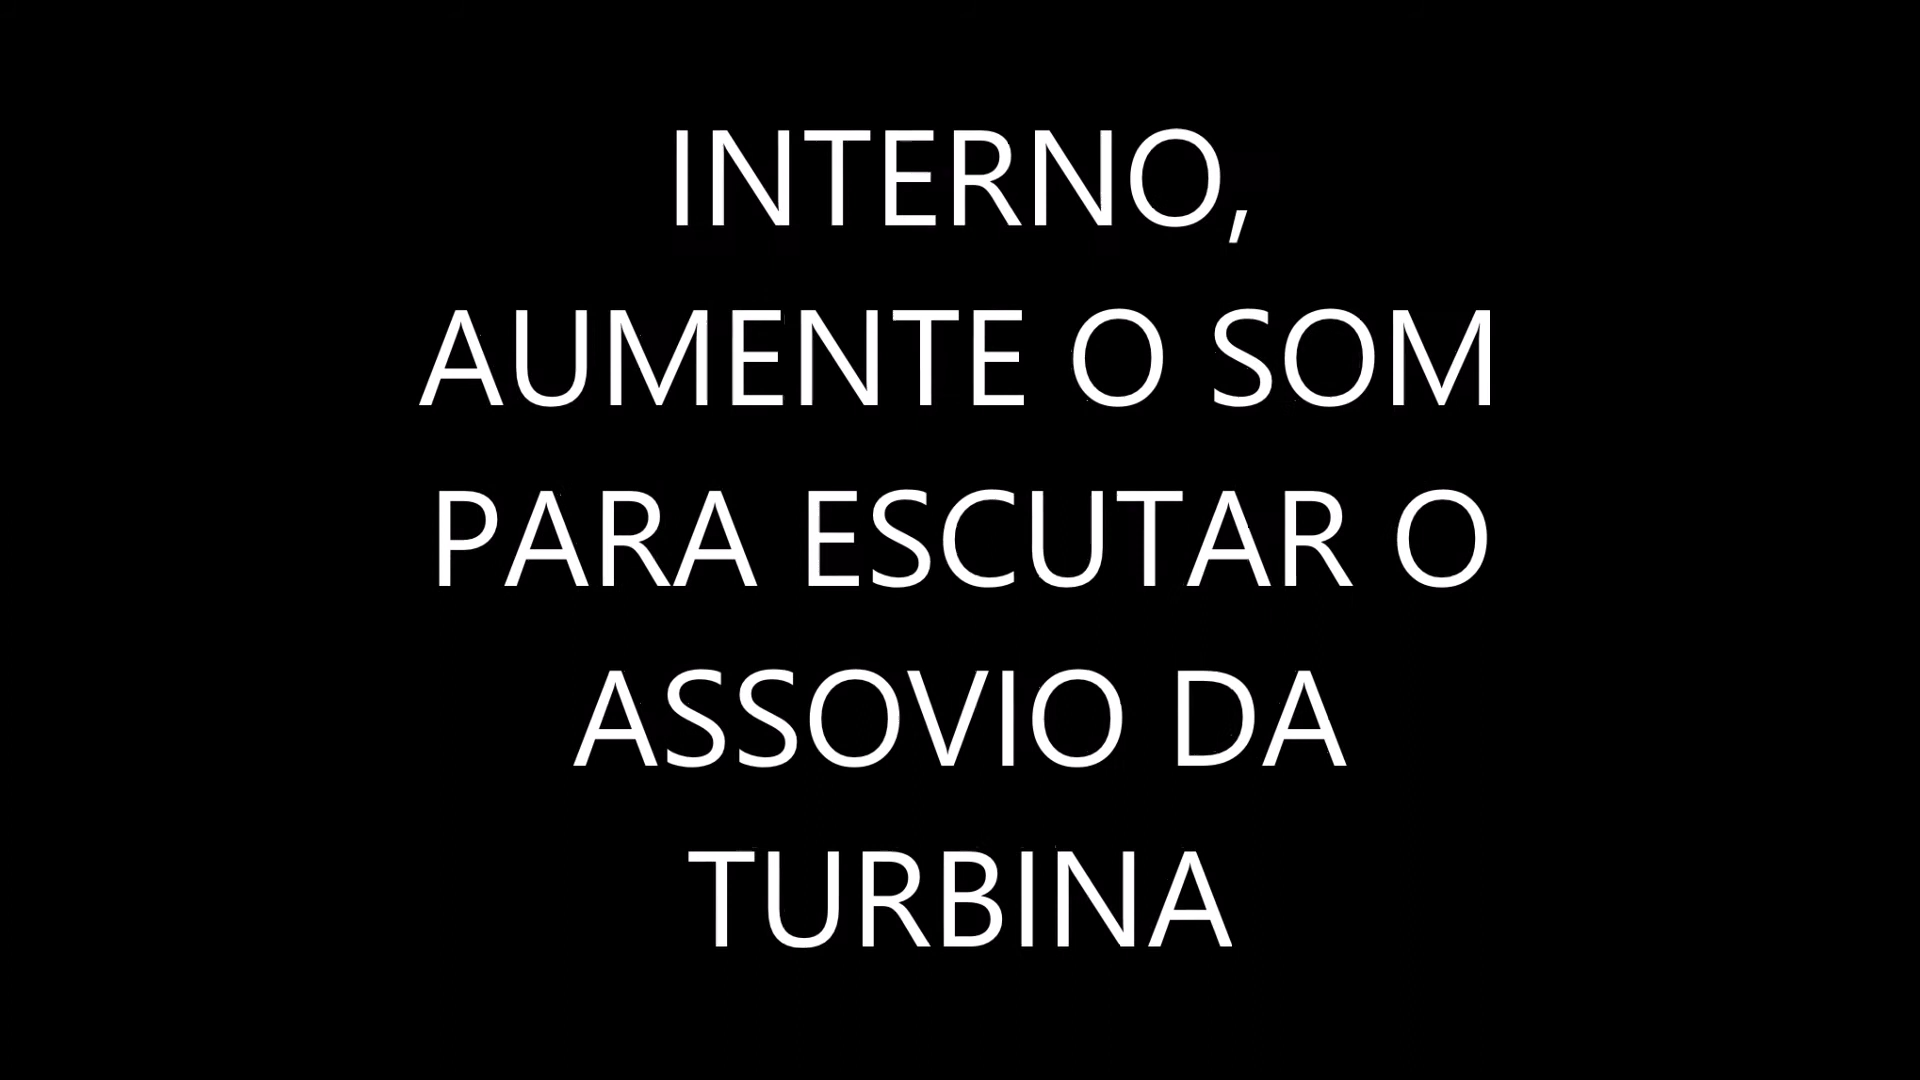 INTERNO,
AUMENTE O SOM
PARA ESCUTAR O
ASSOVIO DA
TURBINA